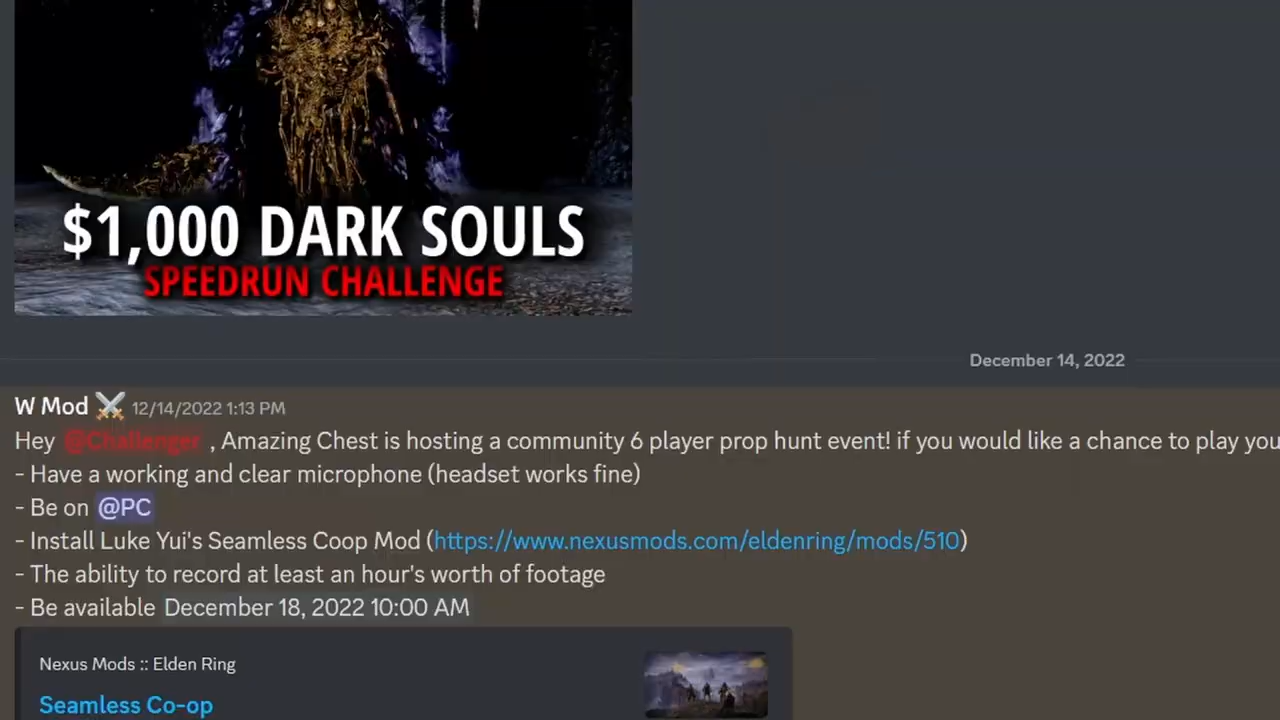 $1,000 DARK SOULS
SPEEDRUN CHALLENGE
December 14, 2022
W Mod 12/14/2022 1:13 PM
Hey @Challenger , Amazing Chest is hosting a community 6 player prop hunt event! if you would like a chance to play you
- Have a working and clear microphone (headset works fine)
- Be on @PC
- Install Luke Yui's Seamless Coop Mod (https://www.nexusmods.com/eldenring/mods/510)
- The ability to record at least an hour's worth of footage
- Be available December 18, 2022 10:00 AM
Nexus Mods :: Elden Ring
Seamless Co-op